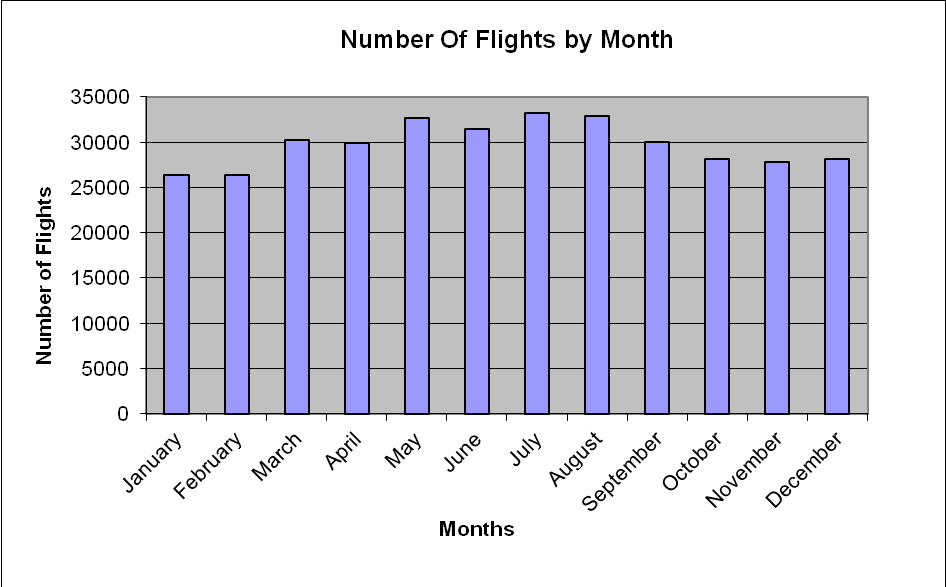 Number Of Flights by Month
35000
30000
25000
20000
15000
10000
5000
0
Number of Flights
January
February
March
April
May
June
July
August
September
October
November
December
Months